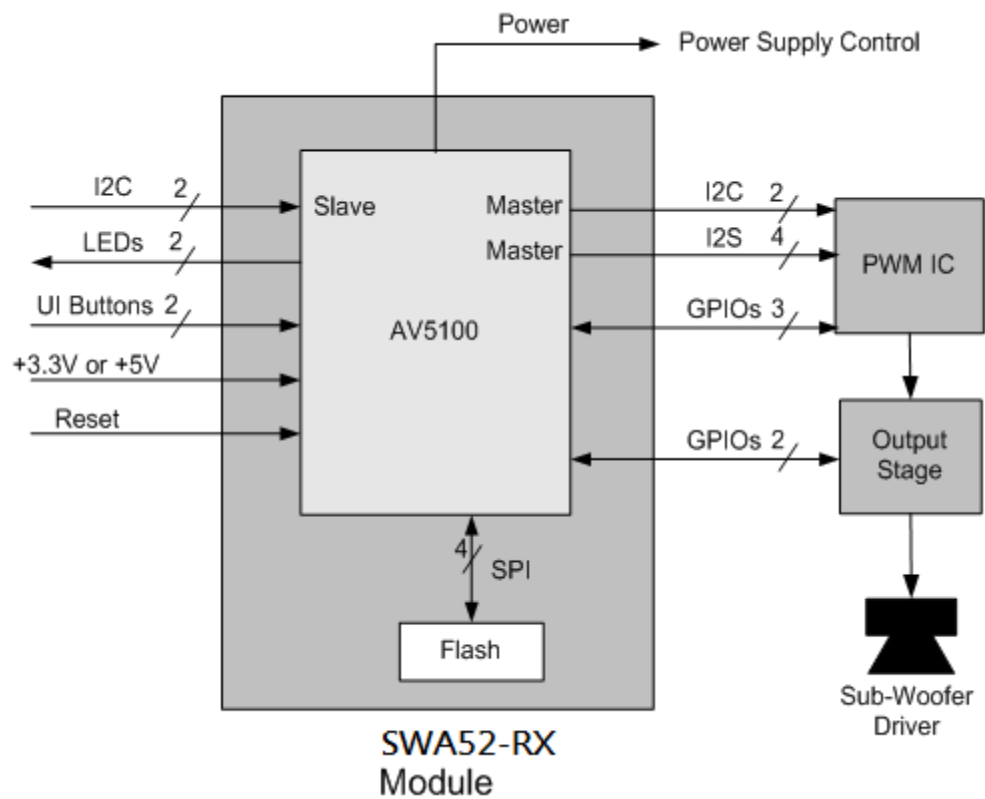 Power
Power Supply Control
I2C 2
LEDs 2
UI Buttons 2
+3.3V or +5V
Reset
Slave
Master
Master
AV5100
I2C 2
I2S 4
GPIOs 3
GPIOs 2
PWM IC
Output
Stage
4
SPI
Flash
Sub-Woofer
Driver
SWA52-RX
Module